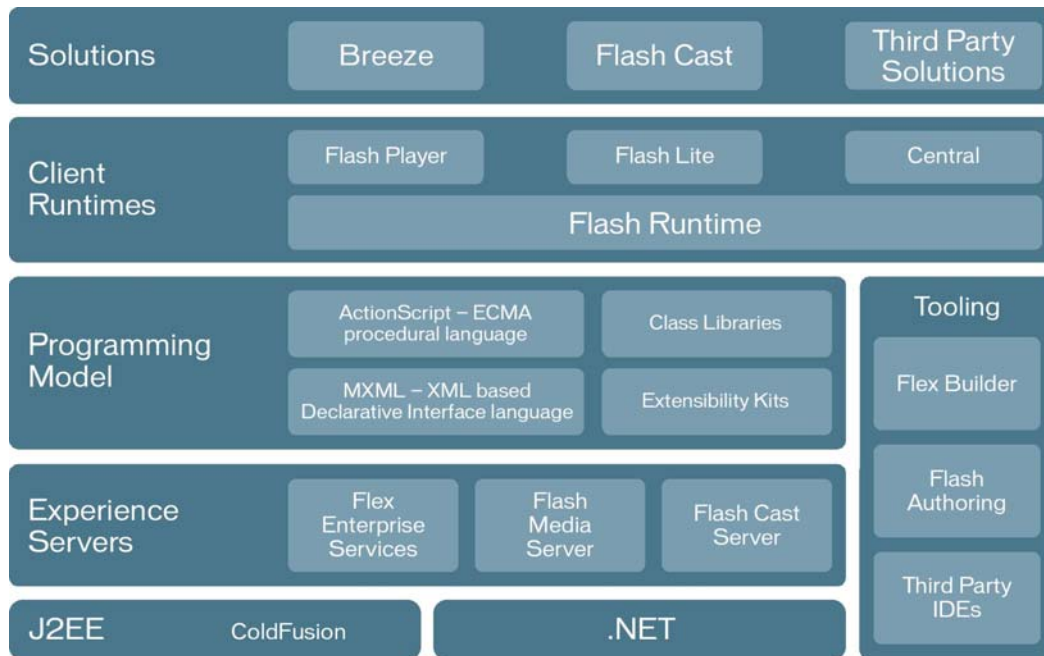 Solutions
Breeze
Flash Cast
Third Party
Solutions
Client
Runtimes
Flash Player
Flash Lite
Central
Flash Runtime
Programming
Model
ActionScript – ECMA
procedural language
Class Libraries
MXML – XML based
Declarative Interface language
Extensibility Kits
Tooling
Flex Builder
Flash
Authoring
Third Party
IDEs
Experience
Servers
Flex
Enterprise
Services
Flash
Media
Server
Flash Cast
Server
J2EE
ColdFusion
.NET